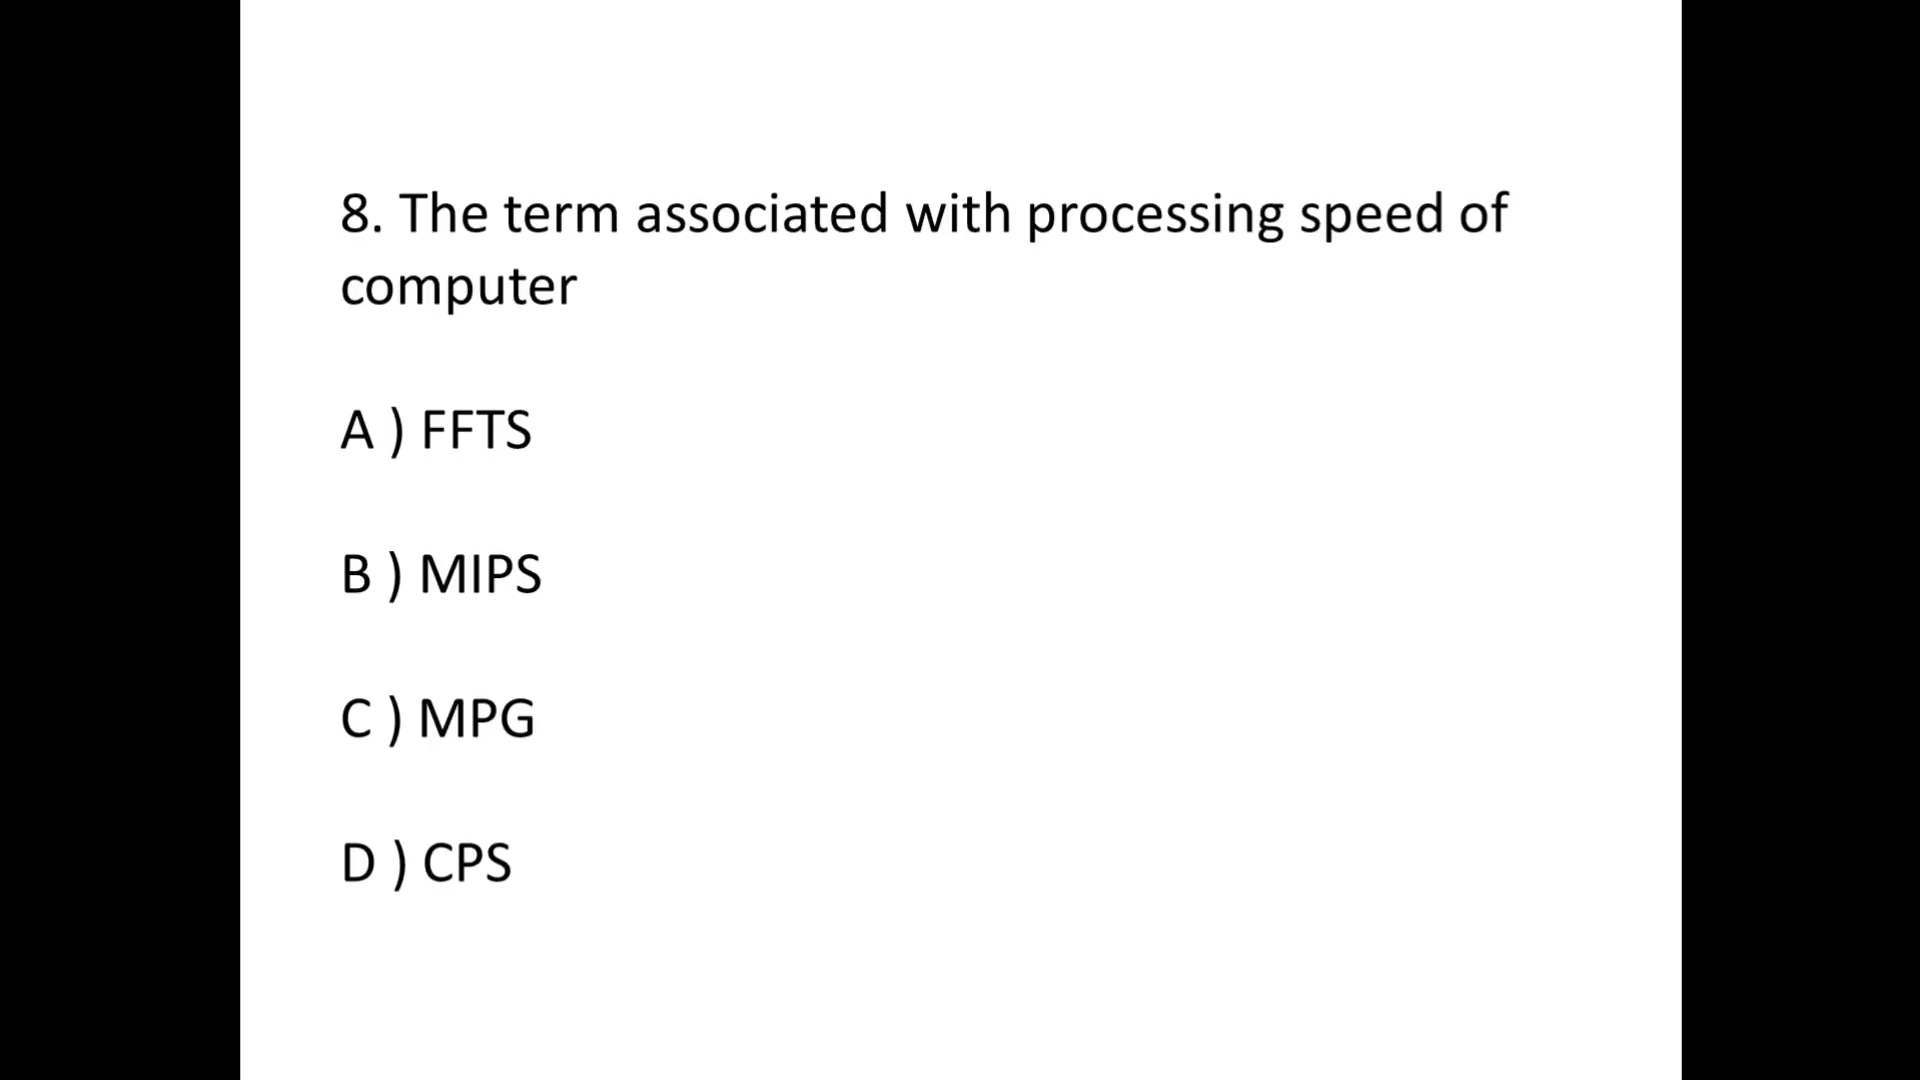 8. The term associated with processing speed of
computer
A ) FFTS
B ) MIPS
C ) MPG
D ) CPS